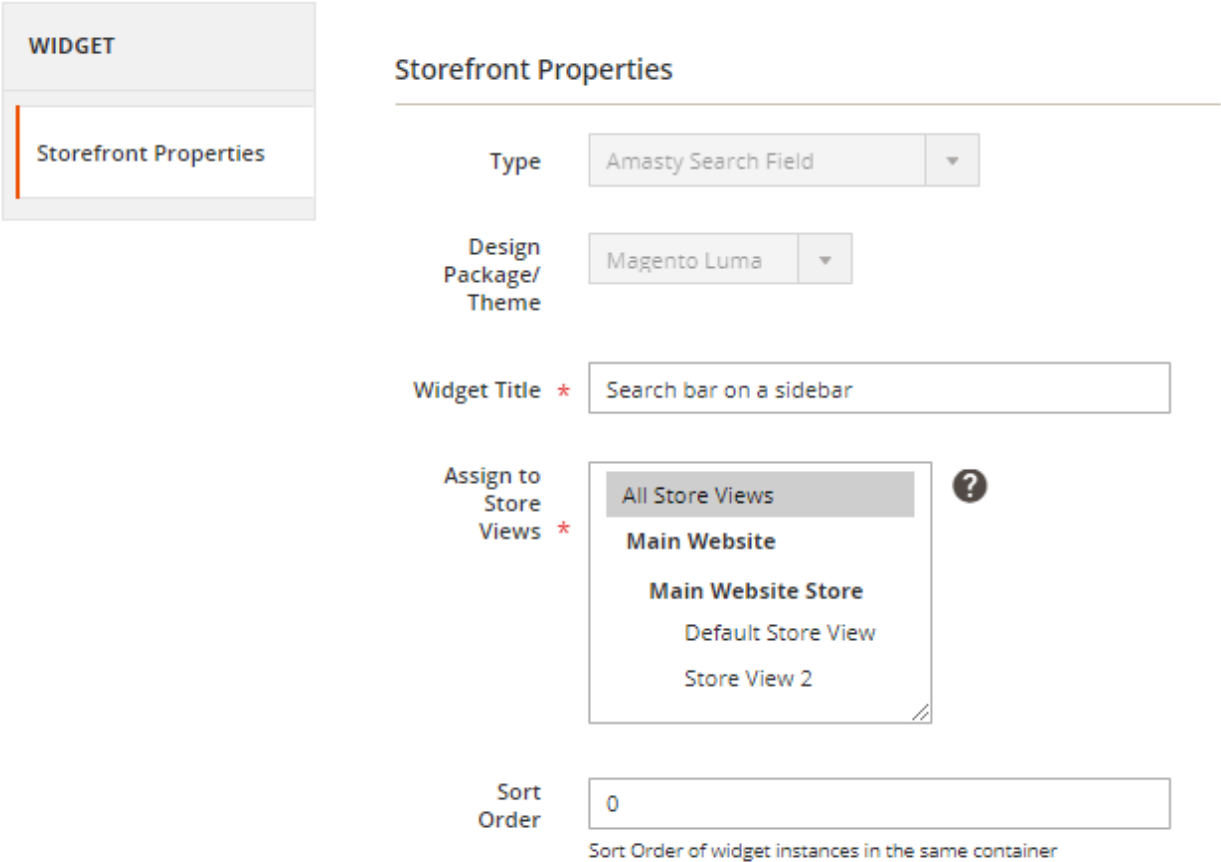 WIDGET
Storefront Properties
Storefront Properties
Type
Amasty Search Field
Design
Package/
Theme
Magento Luma
Widget Title *
Search bar on a sidebar
Assign to
Store
Views *
All Store Views
Main Website
Main Website Store
Default Store View
Store View 2
?
Sort
Order
0
Sort Order of widget instances in the same container